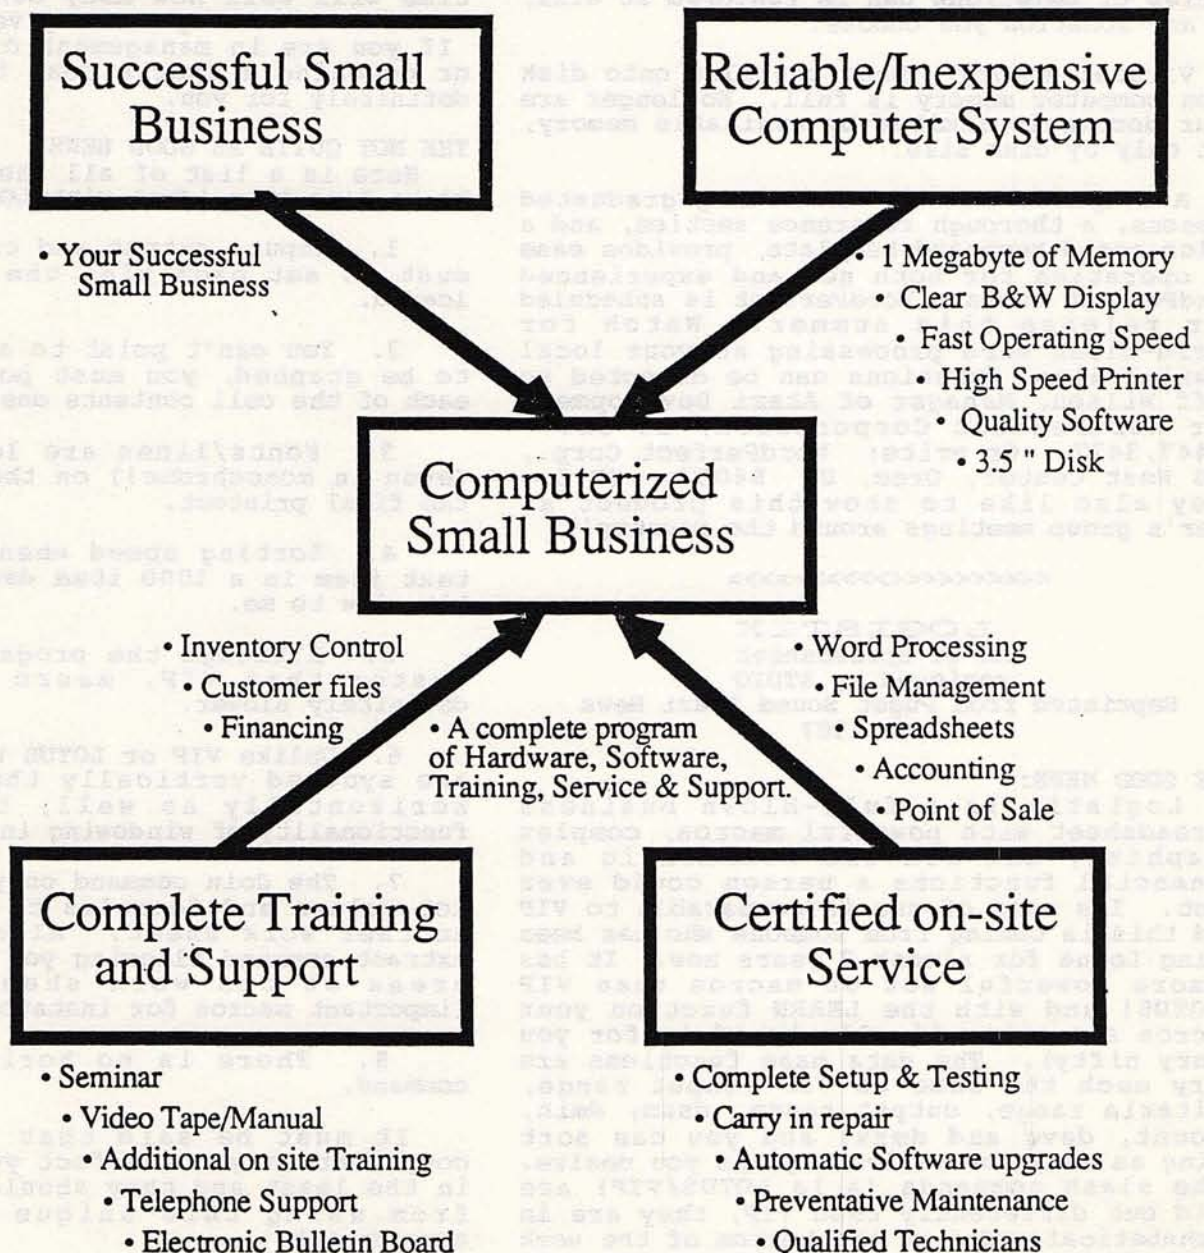 Successful Small
Business
Reliable/Inexpensive
Computer System
• Your Successful
Small Business
• 1 Megabyte of Memory
• Clear B&W Display
• Fast Operating Speed
• High Speed Printer
• Quality Software
• 3.5 " Disk
Computerized
Small Business
• Inventory Control
• Customer files
• Financing
• A complete program
of Hardware, Software,
Training, Service & Support.
• Word Processing
• File Management
• Spreadsheets
• Accounting
• Point of Sale
Complete Training
and Support
Certified on-site
Service
• Seminar
• Video Tape/Manual
• Additional on site Training
• Telephone Support
• Electronic Bulletin Board
• Complete Setup & Testing
• Carry in repair
• Automatic Software upgrades
• Preventative Maintenance
• Qualified Technicians